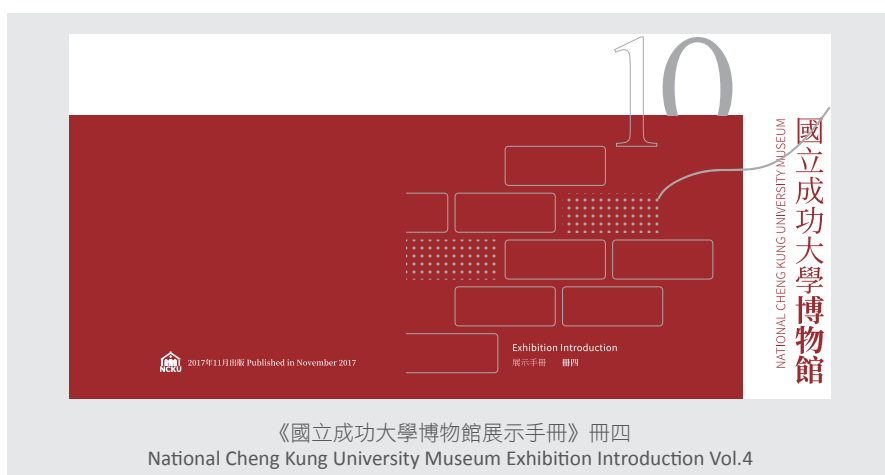 10
國立成功大學博物館
NATIONAL CHENG KUNG UNIVERSITY MUSEUM
Exhibition Introduction
展示手冊 冊四
NCKU
2017年11月出版 Published in November 2017
《國立成功大學博物館展示手冊》冊四
National Cheng Kung University Museum Exhibition Introduction Vol.4